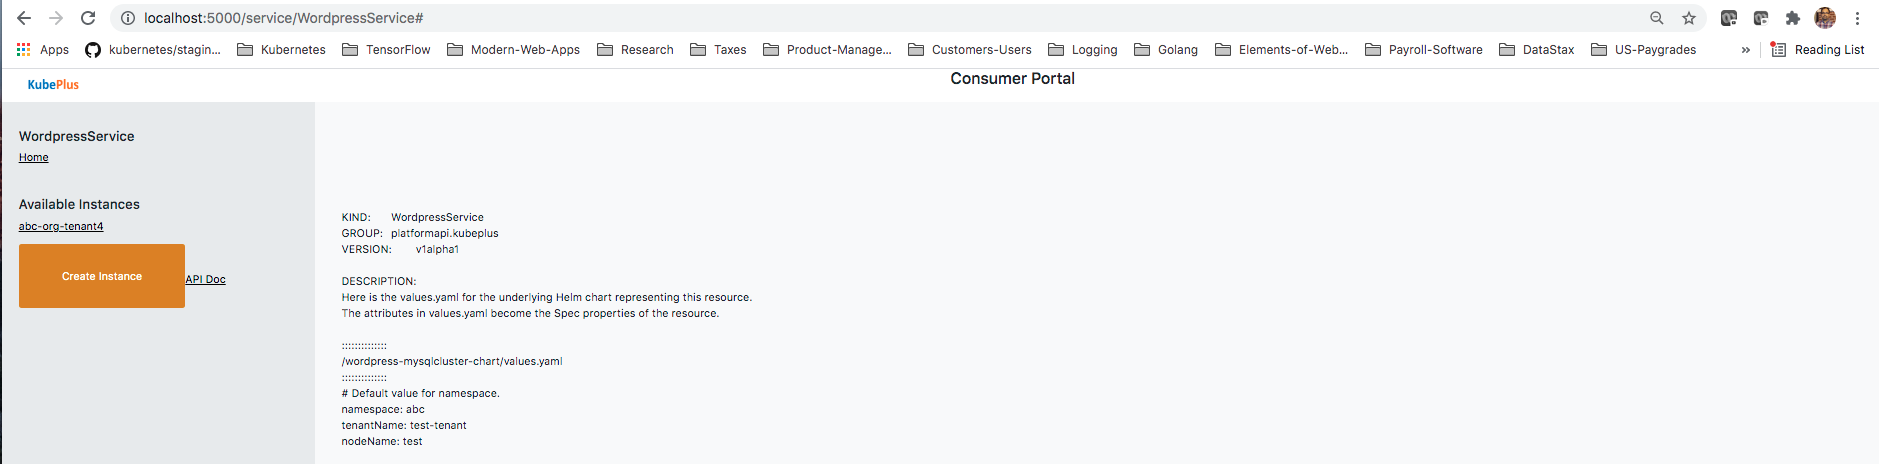 localhost:5000/service/WordpressService#
Apps kubernetes/stagin... Kubernetes TensorFlow Modern-Web-Apps Research Taxes Product-Manage... Customers-Users Logging Golang Elements-of-Web... Payroll-Software DataStax US-Paygrades » Reading List
KubePlus
Consumer Portal
WordpressService
Home
Available Instances
abc-org-tenant4
Create Instance
API Doc
KIND: WordpressService
GROUP: platformapi.kubeplus
VERSION: v1alpha1
DESCRIPTION:
Here is the values.yaml for the underlying Helm chart representing this resource.
The attributes in values.yaml become the Spec properties of the resource.
::::::::::::::
/wordpress-mysqlcluster-chart/values.yaml
::::::::::::::
# Default value for namespace.
namespace: abc
tenantName: test-tenant
nodeName: test